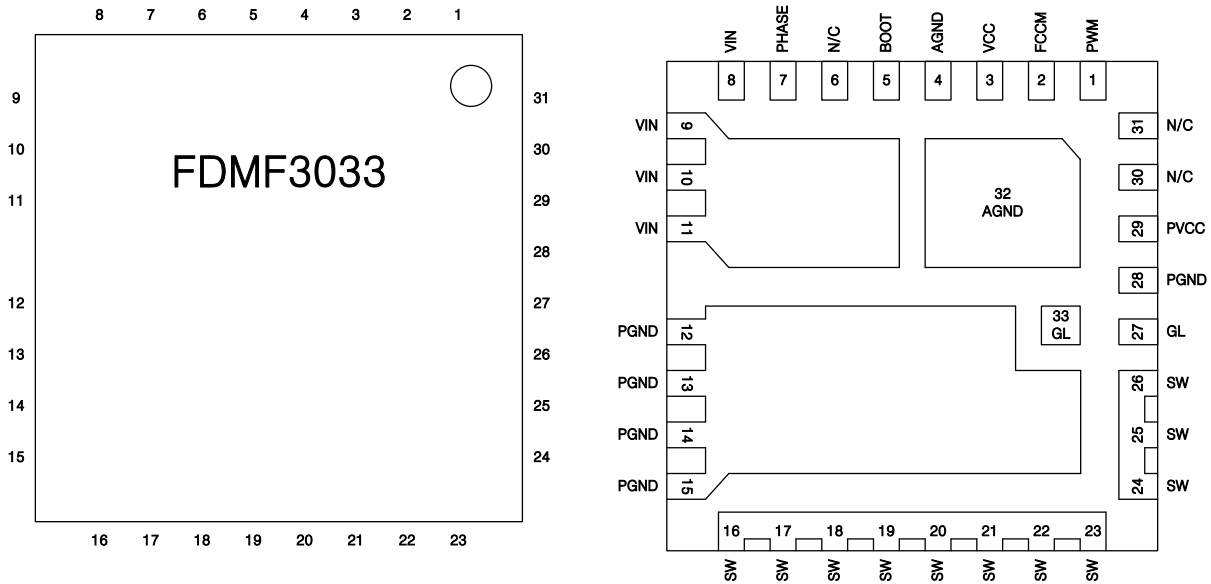 8 7 6 5 4 3 2 1
9
10
11
12
13
14
15
FDMF3033
31
30
29
28
27
26
25
24
16 17 18 19 20 21 22 23
VIN PHASE N/C BOOT AGND VCC FCCM PWM
8 7 6 5 4 3 2 1
VIN 9
VIN 10
VIN 11
32
AGND
31 N/C
30 N/C
29 PVCC
28 PGND
33
GL
27 GL
PGND 12
PGND 13
PGND 14
PGND 15
26 SW
25 SW
24 SW
16 17 18 19 20 21 22 23
SW SW SW SW SW SW SW SW